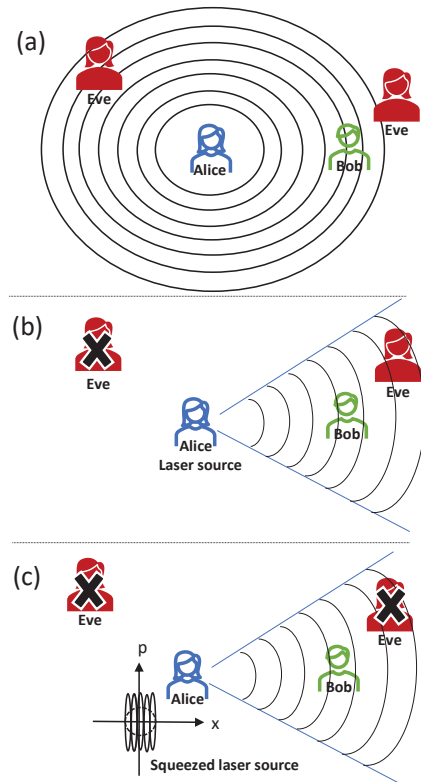 (a)
Eve
Eve
Alice
Bob
(b)
Eve
Eve
Alice
Bob
Laser source
(c)
Eve
Eve
p
Alice
Bob
x
Squeezed laser source